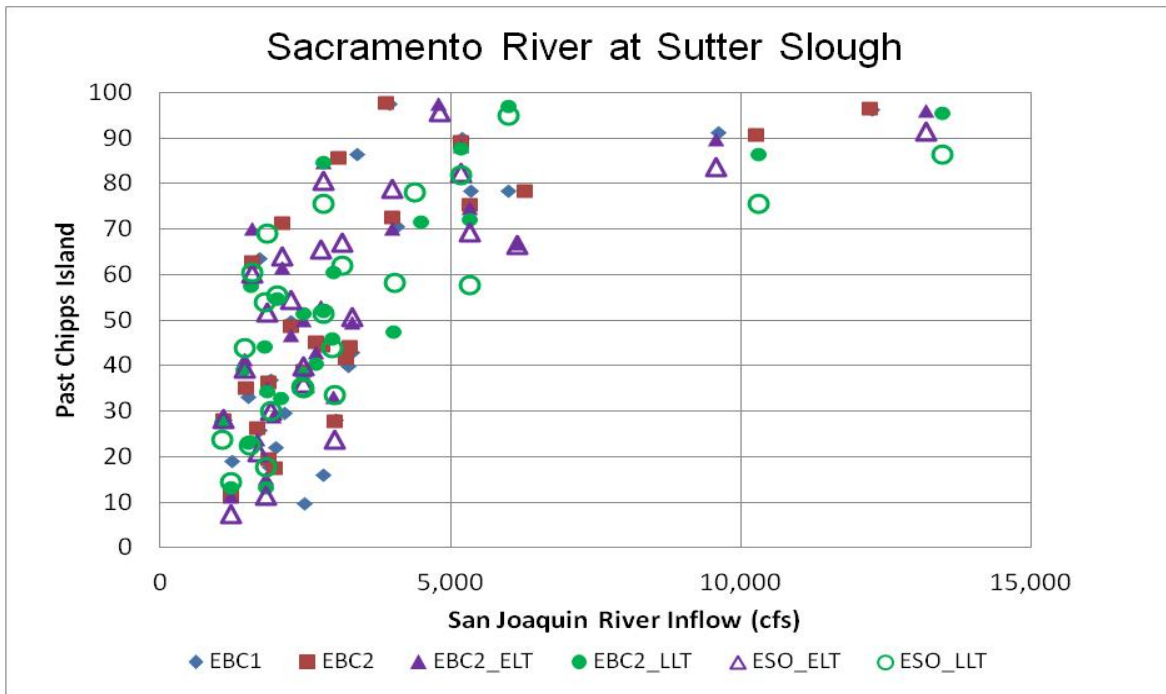 Sacramento River at Sutter Slough
100
90
80
70
60
50
40
30
20
10
0
Past Chipps Island
0 5,000 10,000 15,000
San Joaquin River Inflow (cfs)
EBC1 EBC2 EBC2_ELT EBC2_LLT ESO_ELT ESO_LLT